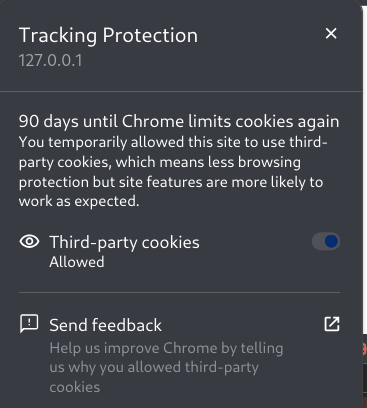 Tracking Protection
127.0.0.1
90 days until Chrome limits cookies again
You temporarily allowed this site to use third-
party cookies, which means less browsing
protection but site features are more likely to
work as expected.
Third-party cookies
Allowed
Send feedback
Help us improve Chrome by telling
us why you allowed third-party
cookies